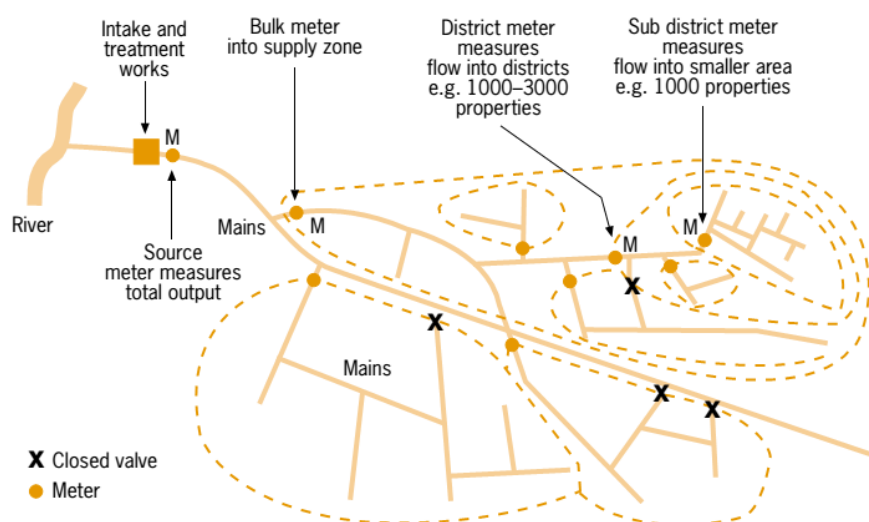 Intake and
treatment
works
Bulk meter
into supply zone
District meter
measures
flow into districts
e.g. 1000–3000
properties
Sub district meter
measures
flow into smaller area
e.g. 1000 properties
M
River
Mains
M
M
M
Source
meter measures
total output
Mains
X Closed valve
Meter